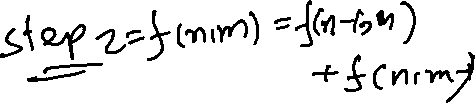 step 2 = f(n,m) = f(n-1,m)
+ f(n,m-1)